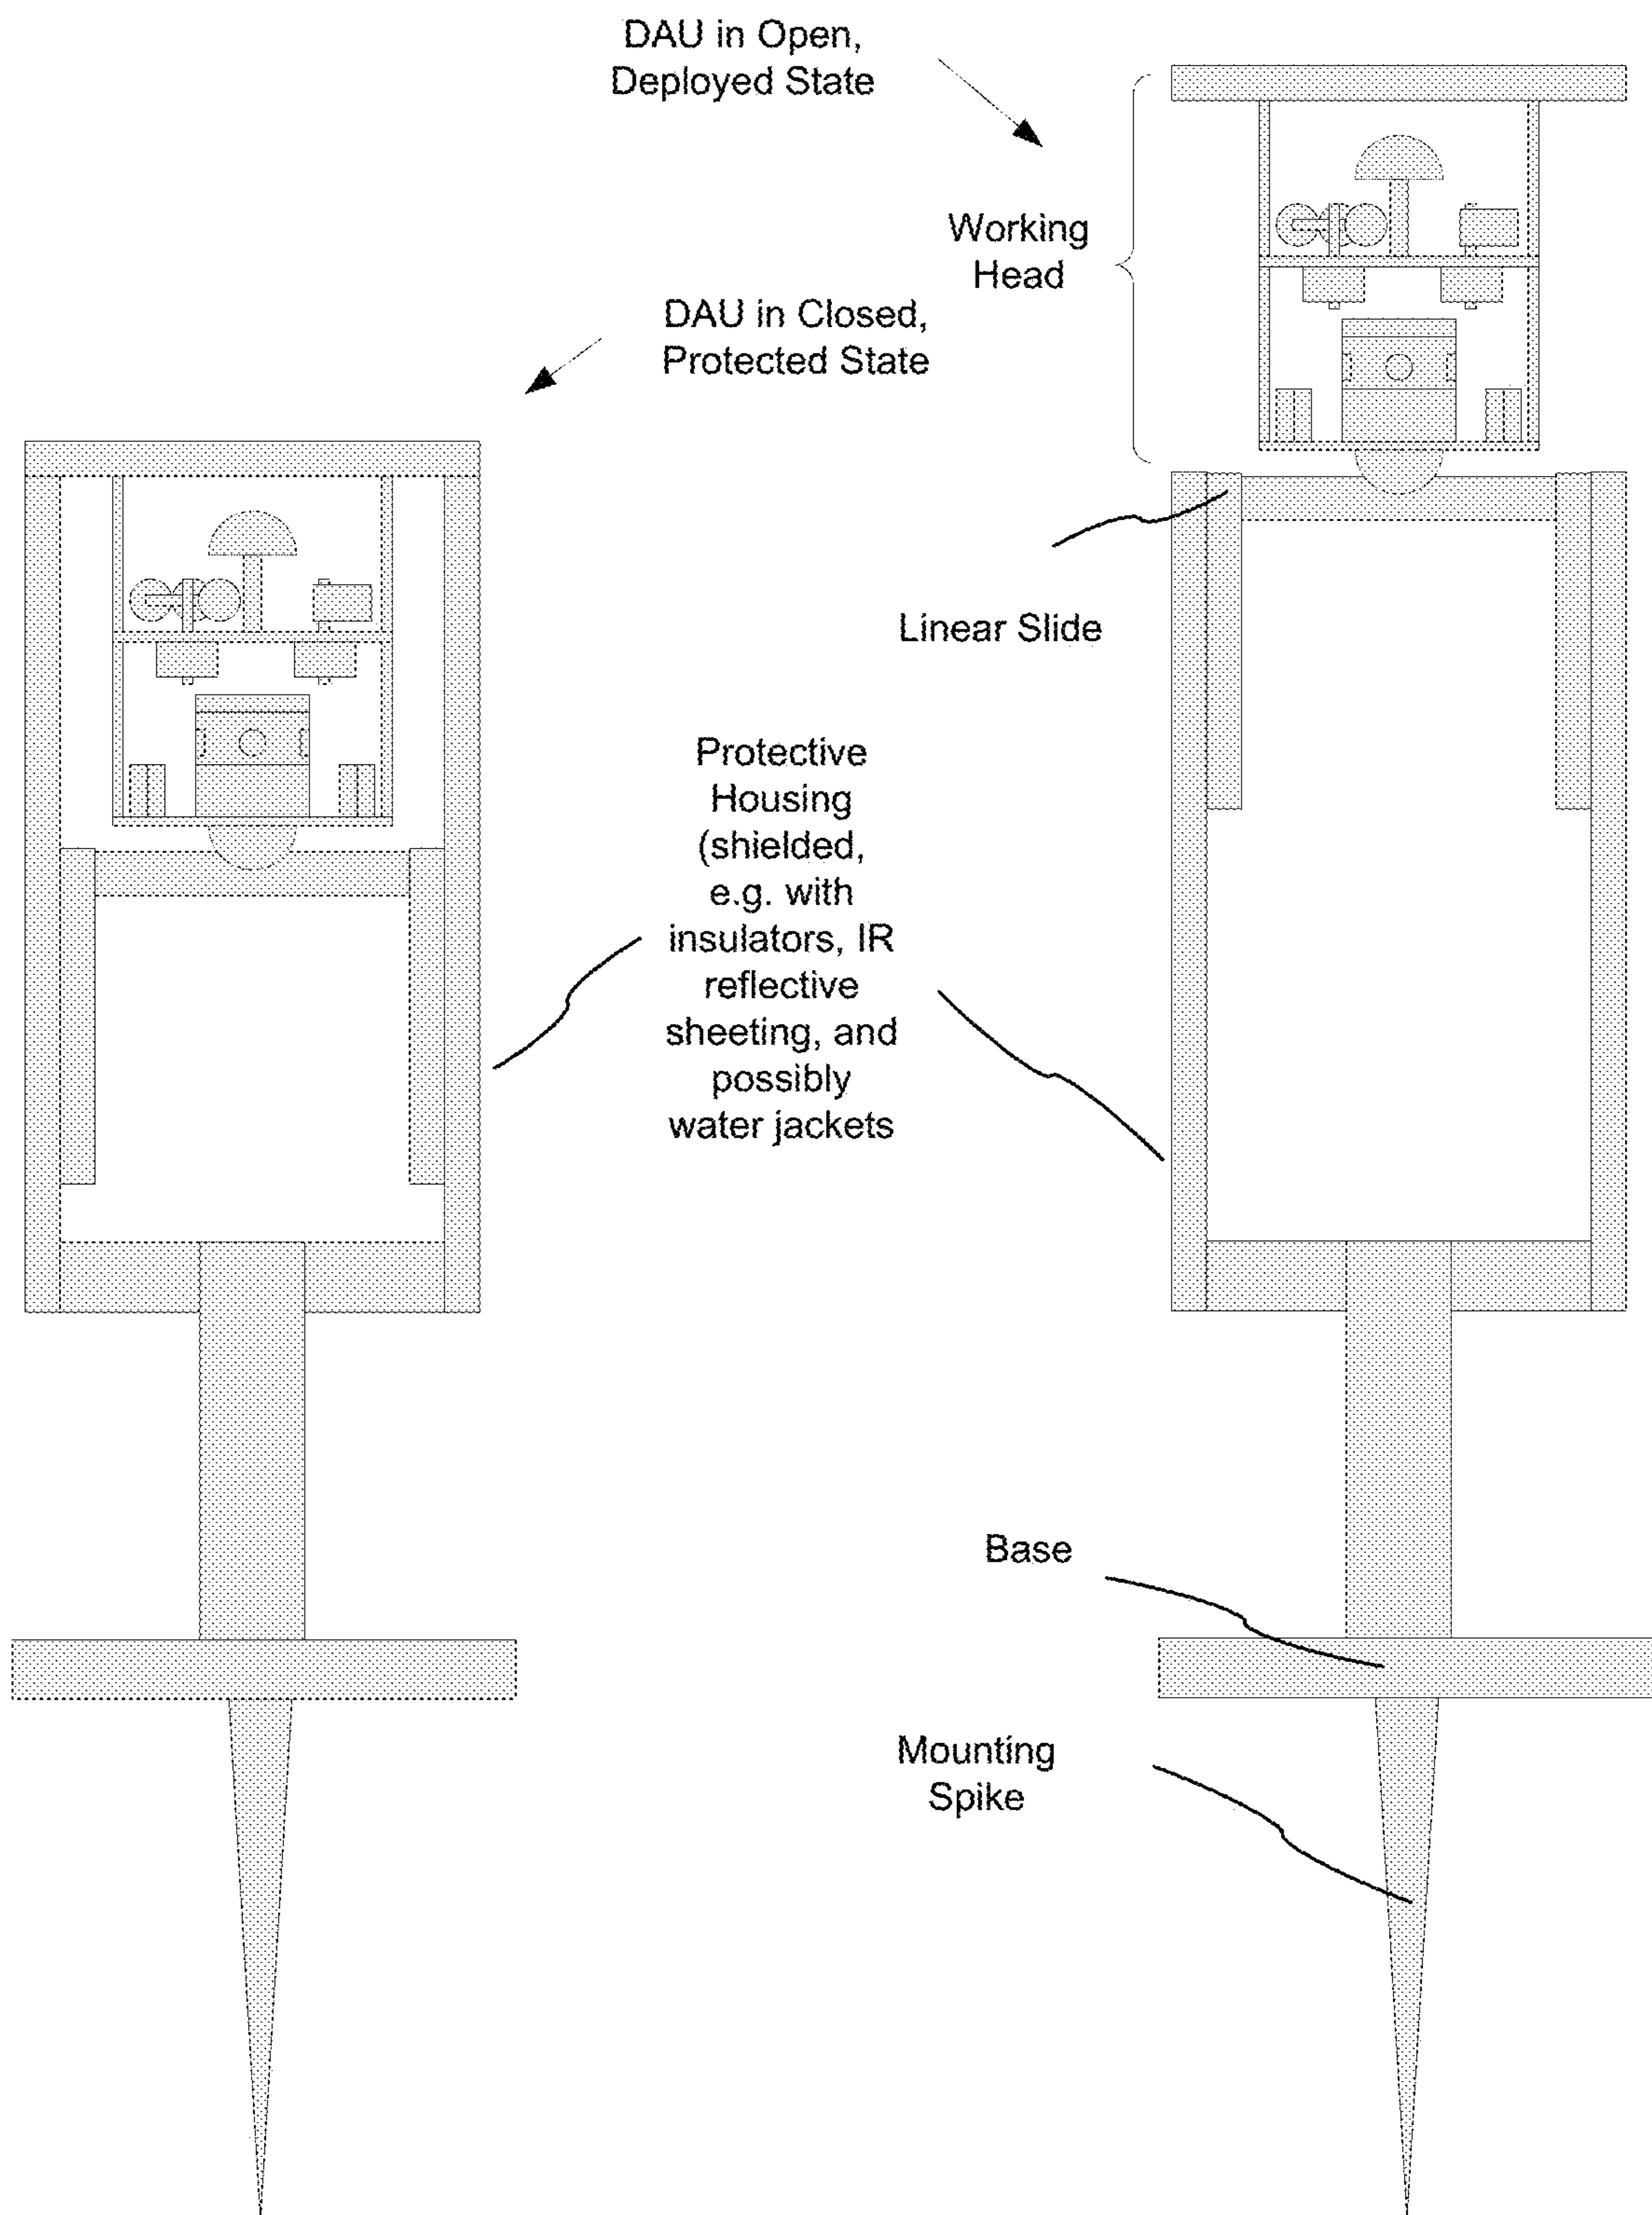 DAU in Open,
Deployed State
Working
Head
DAU in Closed,
Protected State
Linear Slide
Protective
Housing
(shielded,
e.g. with
insulators, IR
reflective
sheeting, and
possibly
water jackets
Base
Mounting
Spike